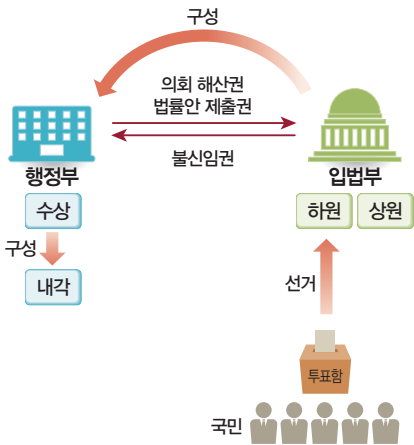 구성
의회 해산권
법률안 제출권
불신임권
행정부
입법부
수상
하원
상원
구성
내각
선거
투표함
국민